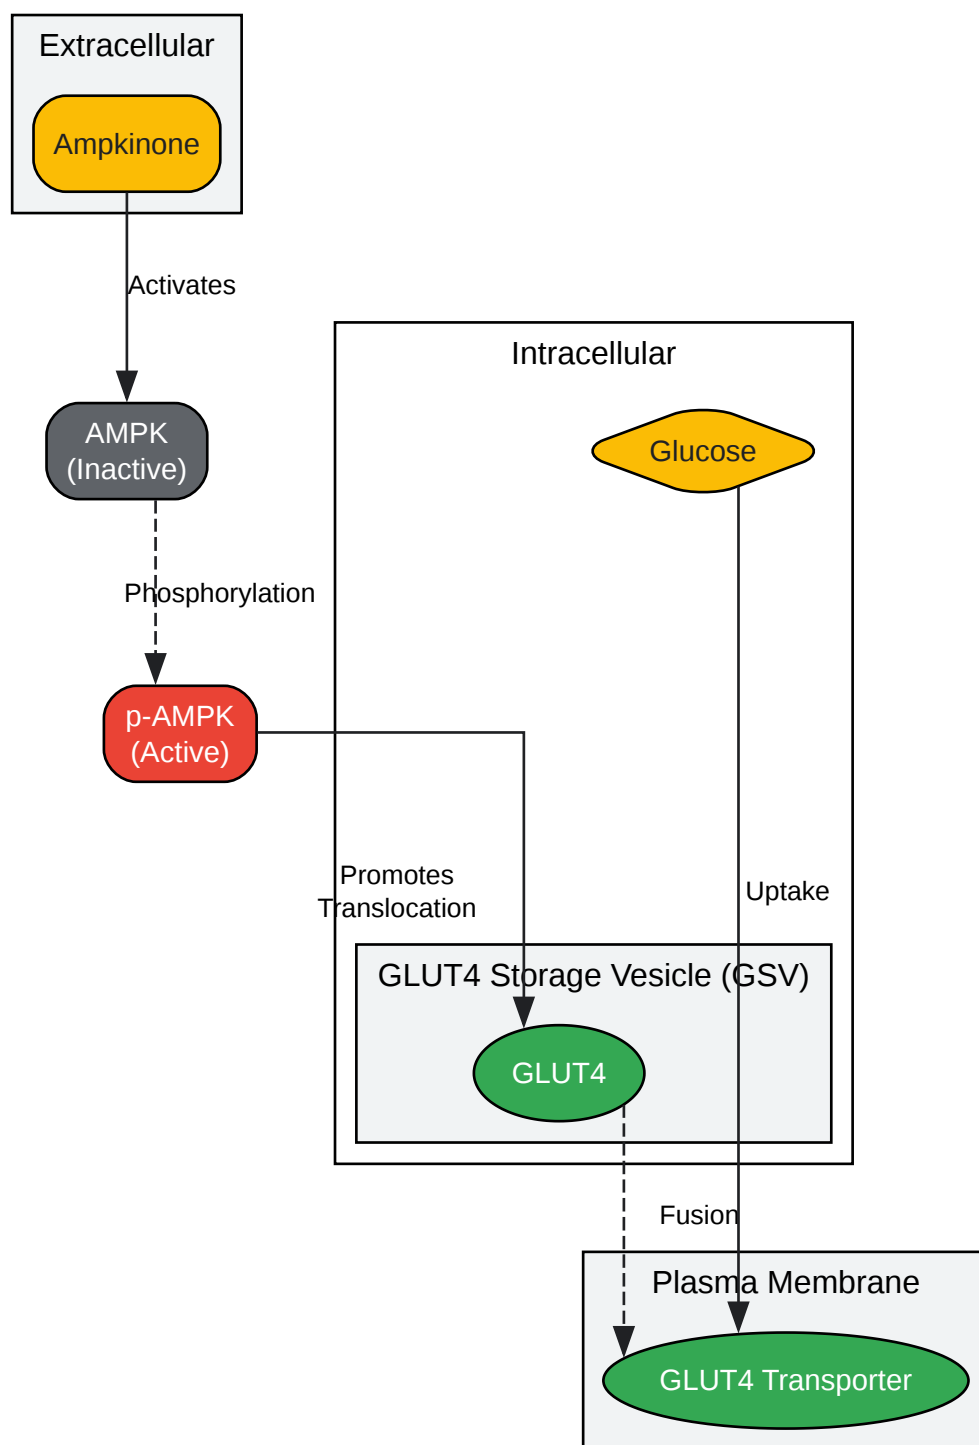 Extracellular
Ampkinone
Activates
Intracellular
AMPK
(Inactive)
Glucose
Phosphorylation
p-AMPK
(Active)
Promotes
Translocation
Uptake
GLUT4 Storage Vesicle (GSV)
GLUT4
Fusion
Plasma Membrane
GLUT4 Transporter